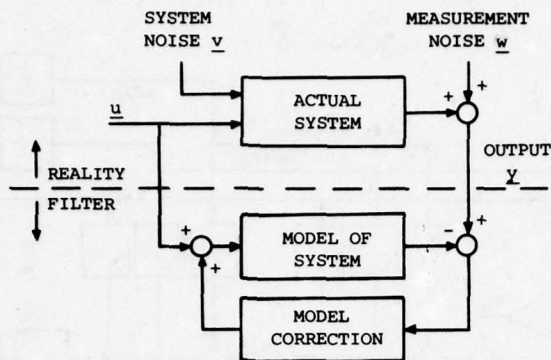 SYSTEM
NOISE v
MEASUREMENT
NOISE w
u
ACTUAL
SYSTEM
+
+
REALITY
FILTER
OUTPUT
y
+
+
MODEL OF
SYSTEM
-
+
MODEL
CORRECTION